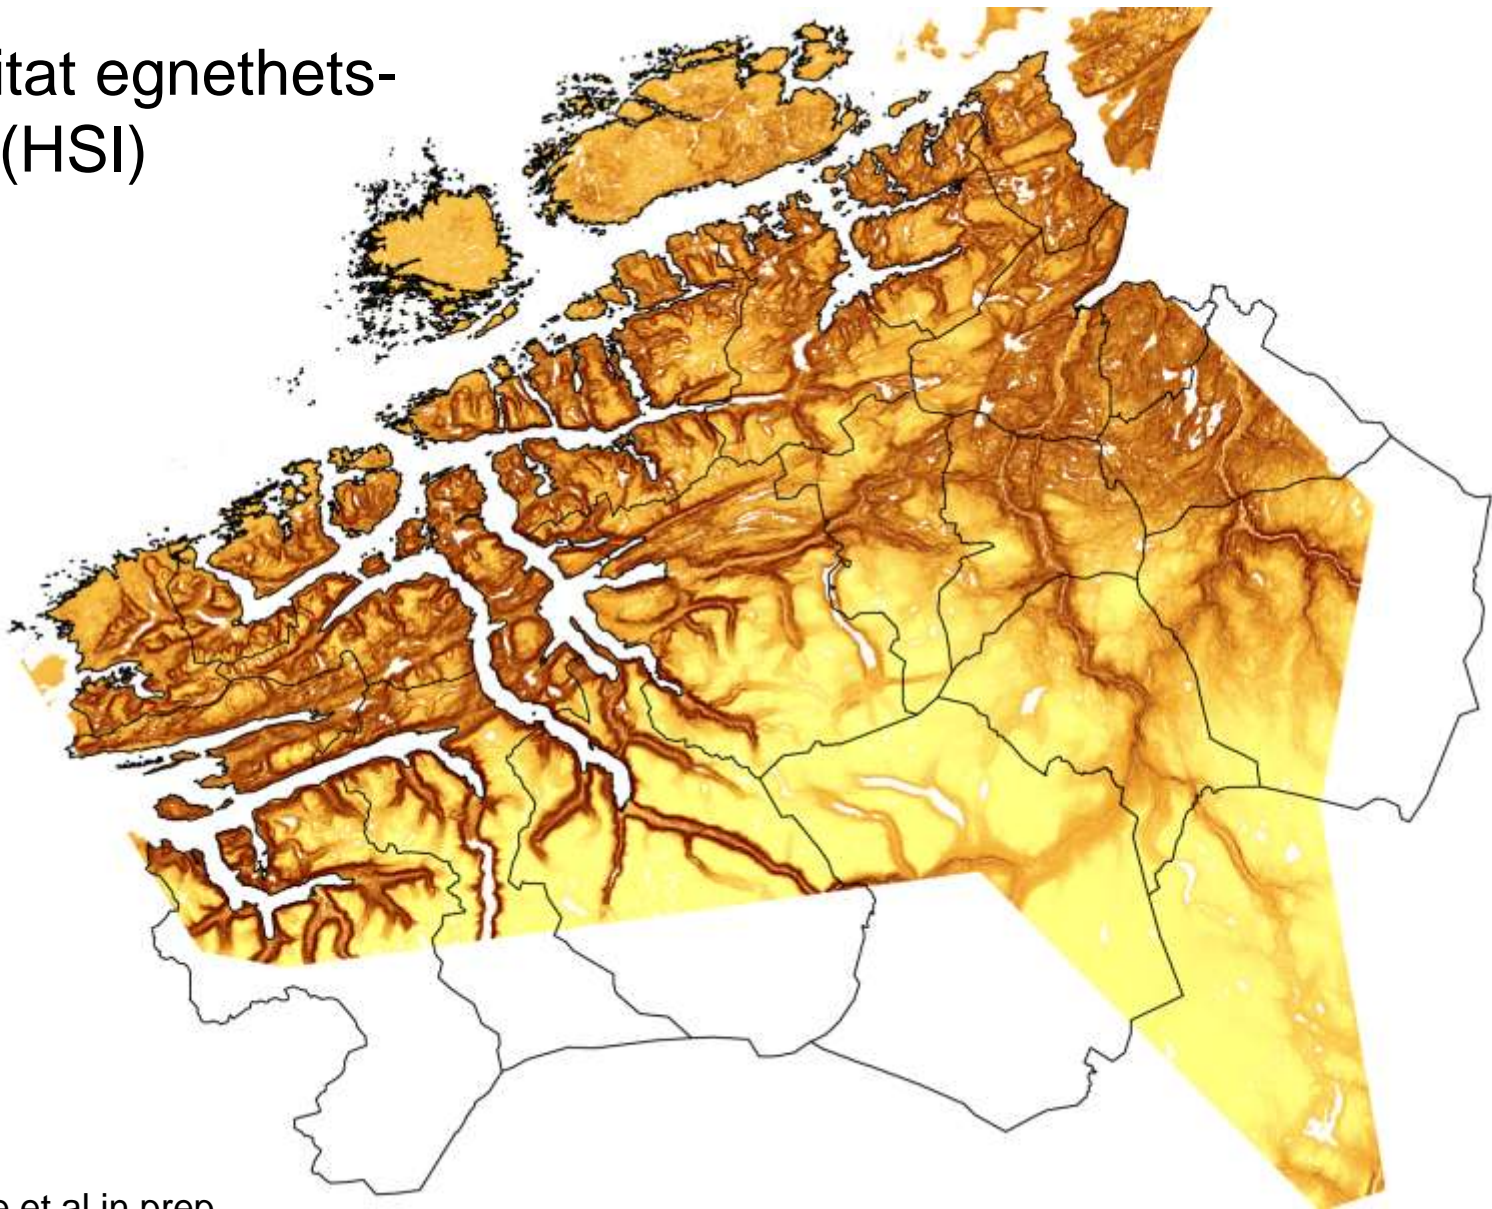 itat egnethets-
(HSI)
e et al in prep